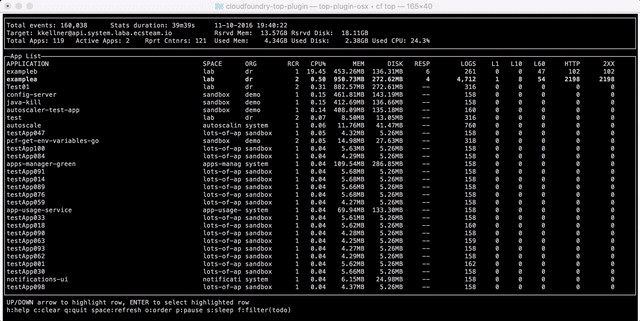 cloudfoundry-top-plugin — top-plugin-osx • cf top — 165×40
Total events: 160,038 Stats duration: 39m39s 11-10-2016 19:40:22
Target: kkellner@api.system.laba.ecsteam.io Rsrvd Mem: 13.57GB Rsrvd Disk: 18.11GB
Total Apps: 119 Active Apps: 2 Rprt Cntnrs: 121 Used Mem: 4.34GB Used Disk: 2.38GB Used CPU: 24.3%
App List
APPLICATION SPACE ORG RCR CPU% MEM DISK RESP LOGS L1 L10 L60 HTTP 2XX
exampleb lab dr 1 19.45 453.26MB 136.31MB 6 261 0 0 47 102 102
examplea lab dr 2 0.50 950.73MB 272.62MB 4 4,712 1 8 54 2198 2198
Test01 lab dr 2 0.31 882.57MB 272.61MB -- 316 0 0 0 0 0
config-server sandbox demo 1 0.15 461.81MB 143.19MB -- 158 0 0 0 0 0
java-kill sandbox demo 1 0.15 412.69MB 136.66MB -- 158 0 0 0 0 0
autoscaler-test-app sandbox demo 1 0.14 408.09MB 135.18MB -- 160 0 0 0 0 0
test lab dr 2 0.07 8.50MB 13.05MB -- 316 0 0 0 0 0
autoscale autoscalin system 1 0.06 11.76MB 41.47MB -- 760 0 0 0 0 0
testApp047 lots-of-ap sandbox 1 0.05 4.32MB 5.26MB -- 158 0 0 0 0 0
pcf-get-env-variables-go sandbox demo 2 0.05 14.98MB 27.63MB -- 318 0 0 0 0 0
testApp100 lots-of-ap sandbox 1 0.04 5.63MB 5.26MB -- 158 0 0 0 0 0
testApp084 lots-of-ap sandbox 1 0.04 4.29MB 5.26MB -- 158 0 0 0 0 0
apps-manager-green apps-manag system 1 0.04 109.54MB 286.85MB -- 158 0 0 0 0 0
testApp091 lots-of-ap sandbox 1 0.04 5.68MB 5.26MB -- 158 0 0 0 0 0
testApp014 lots-of-ap sandbox 1 0.04 5.68MB 5.26MB -- 158 0 0 0 0 0
testApp089 lots-of-ap sandbox 1 0.04 5.66MB 5.26MB -- 158 0 0 0 0 0
testApp076 lots-of-ap sandbox 1 0.04 5.68MB 5.26MB -- 158 0 0 0 0 0
testApp059 lots-of-ap sandbox 1 0.04 4.27MB 5.26MB -- 158 0 0 0 0 0
app-usage-service app-usage- system 1 0.04 69.94MB 133.30MB -- 158 0 0 0 0 0
testApp033 lots-of-ap sandbox 1 0.04 5.61MB 5.26MB -- 158 0 0 0 0 0
testApp018 lots-of-ap sandbox 1 0.04 5.62MB 5.26MB -- 160 0 0 0 0 0
testApp090 lots-of-ap sandbox 1 0.04 4.28MB 5.26MB -- 158 0 0 0 0 0
testApp063 lots-of-ap sandbox 1 0.04 4.25MB 5.26MB -- 159 0 0 0 0 0
testApp093 lots-of-ap sandbox 1 0.04 4.27MB 5.26MB -- 158 0 0 0 0 0
testApp062 lots-of-ap sandbox 1 0.04 4.29MB 5.26MB -- 158 0 0 0 0 0
testApp001 lots-of-ap sandbox 1 0.04 5.62MB 5.26MB -- 162 0 0 0 0 0
testApp030 lots-of-ap sandbox 1 0.04 5.66MB 5.26MB -- 158 0 0 0 0 0
notifications-ui notificati system 1 0.04 6.15MB 24.98MB -- 158 0 0 0 0 0
testApp098 lots-of-ap sandbox 1 0.04 4.37MB 5.26MB -- 158 0 0 0 0 0
UP/DOWN arrow to highlight row, ENTER to select highlighted row
h:help c:clear q:quit space:refresh o:order p:pause s:sleep f:filter(todo)